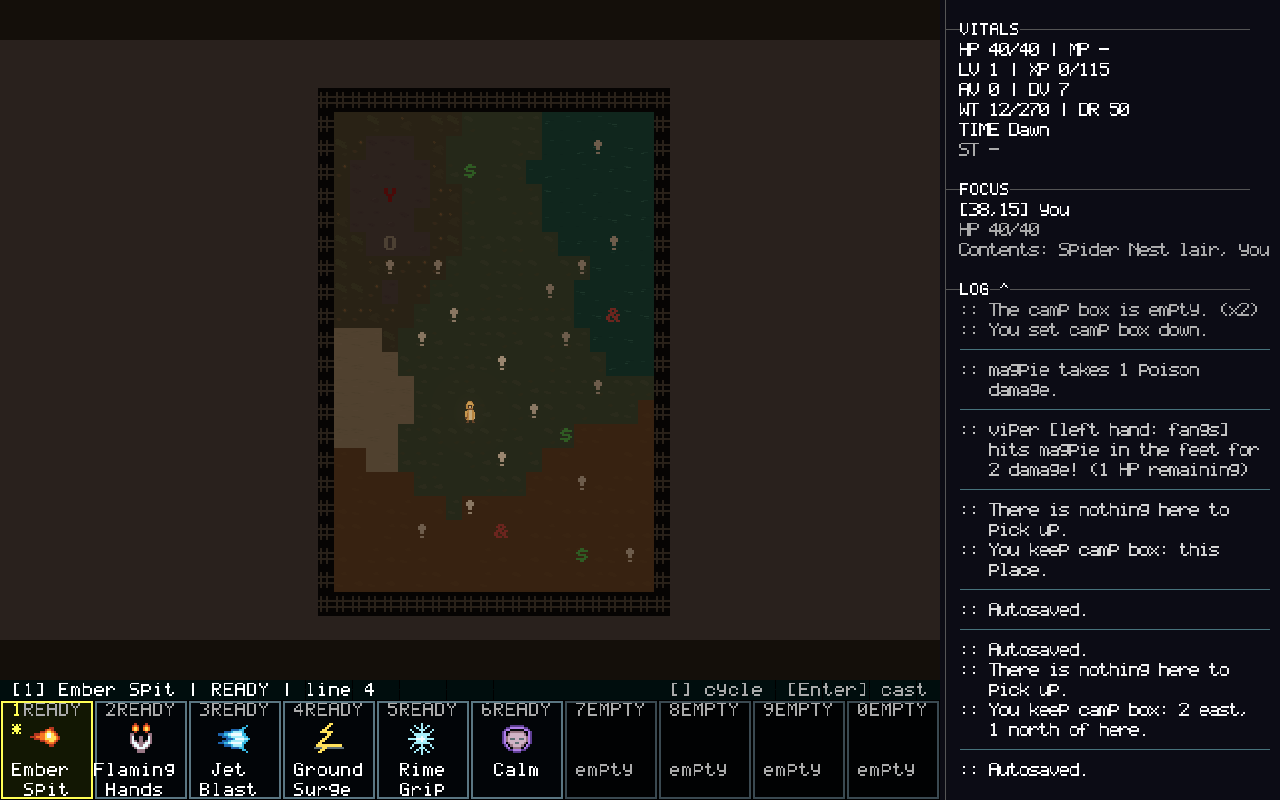 VITALS
HP 40/40 | MP -
LV 1 | XP 0/115
AV 0 | DV 7
WT 12/270 | DR 50
TIME Dawn
ST -
FOCUS
[38,15] You
HP 40/40
Contents: Spider Nest lair, You
LOG ^
:: The camp box is empty. (x2)
:: You set camp box down.
:: magpie takes 1 Poison
damage.
:: viper [left hand: fangs]
hits magpie in the feet for
2 damage! (1 HP remaining)
:: There is nothing here to
Pick up.
:: You keep camp box: this
Place.
:: Autosaved.
:: Autosaved.
:: There is nothing here to
Pick up.
:: You keep camp box: 2 east,
1 north of here.
:: Autosaved.
$
Y
O
&
$
&
$
[1] Ember Spit | READY | line 4 [] cycle [Enter] cast
1READY 2READY 3READY 4READY 5READY 6READY 7EMPTY 8EMPTY 9EMPTY 0EMPTY
*
Ember Flaming Jet Ground Rime Calm empty empty empty empty
Spit Hands Blast Surge Grip